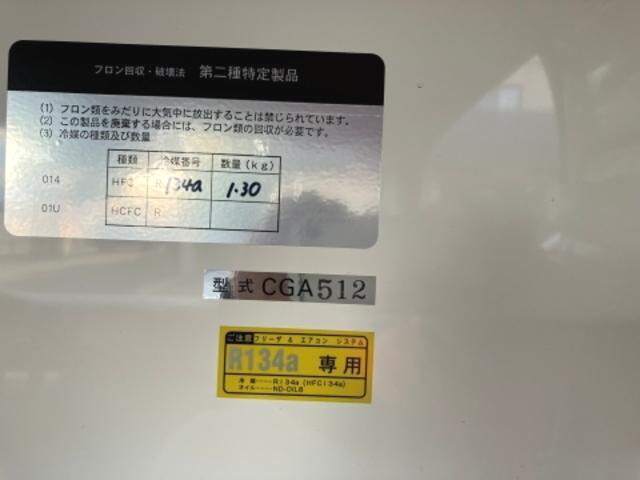 フロン回収・破壊法 第二種特定製品
(1) フロン類をみだりに大気中に放出することは禁じられています。
(2) この製品を廃棄する場合には、フロン類の回収が必要です。
(3) 冷媒の種類及び数量
種類 冷媒番号 数量(kg)
014 HFC R 134a 1.30
01U HCFC R
型式 CGA512
ご注意 フリーザ & エアコン システム
R134a 専用
冷媒----R134a (HFC134a)
オイル----ND-OIL8